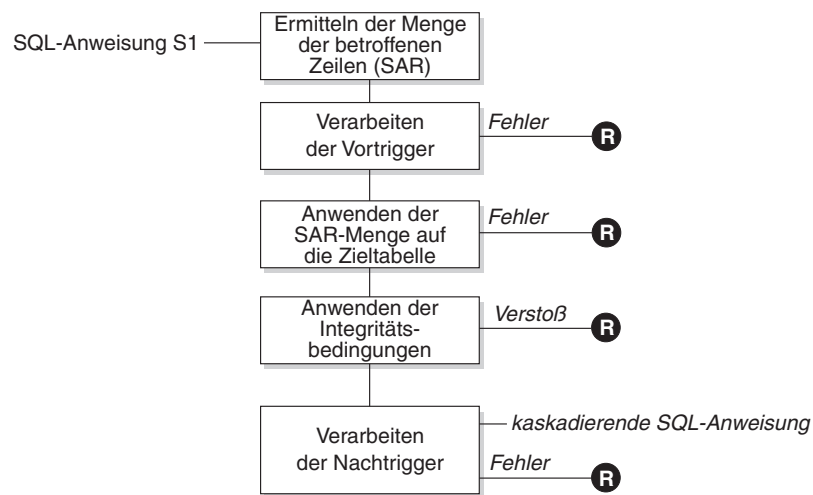 Ermitteln der Menge
der betroffenen
Zeilen (SAR)
SQL-Anweisung S1
Verarbeiten
der Vortrigger
Fehler
R
Anwenden der
SAR-Menge auf
die Zieltabelle
Fehler
R
Anwenden der
Integritäts-
bedingungen
Verstoß
R
Verarbeiten
der Nachtrigger
kaskadierende SQL-Anweisung
Fehler
R